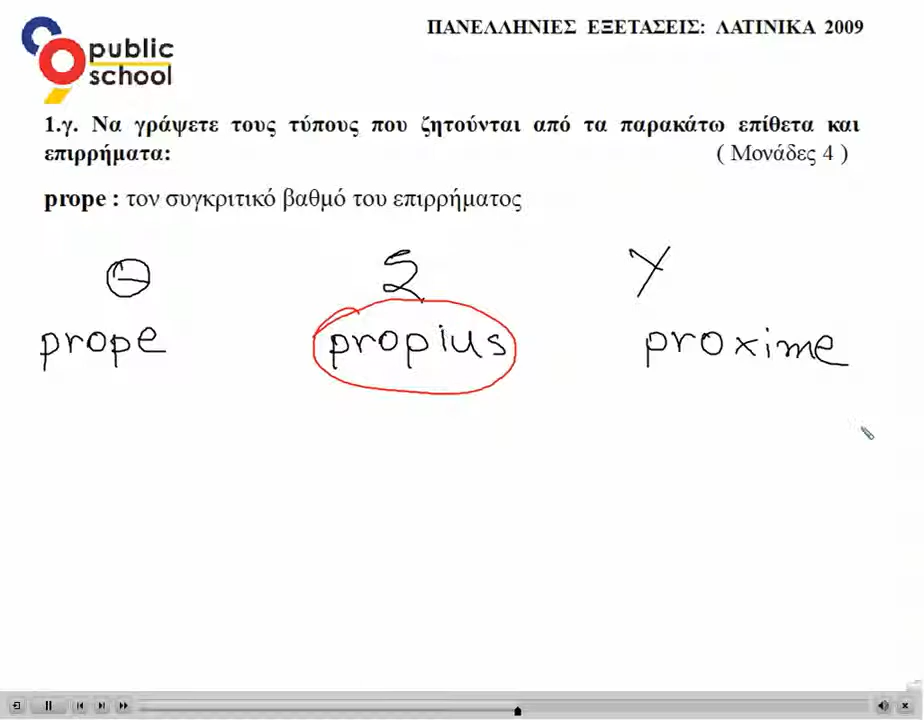 public
school
ΠΑΝΕΛΛΗΝΙΕΣ ΕΞΕΤΑΣΕΙΣ: ΛΑΤΙΝΙΚΑ 2009
1.γ. Να γράψετε τους τύπους που ζητούνται από τα παρακάτω επίθετα και
επιρρήματα: ( Μονάδες 4 )
prope : τον συγκριτικό βαθμό του επιρρήματος
Θ Σ Υ
prope propius proxime